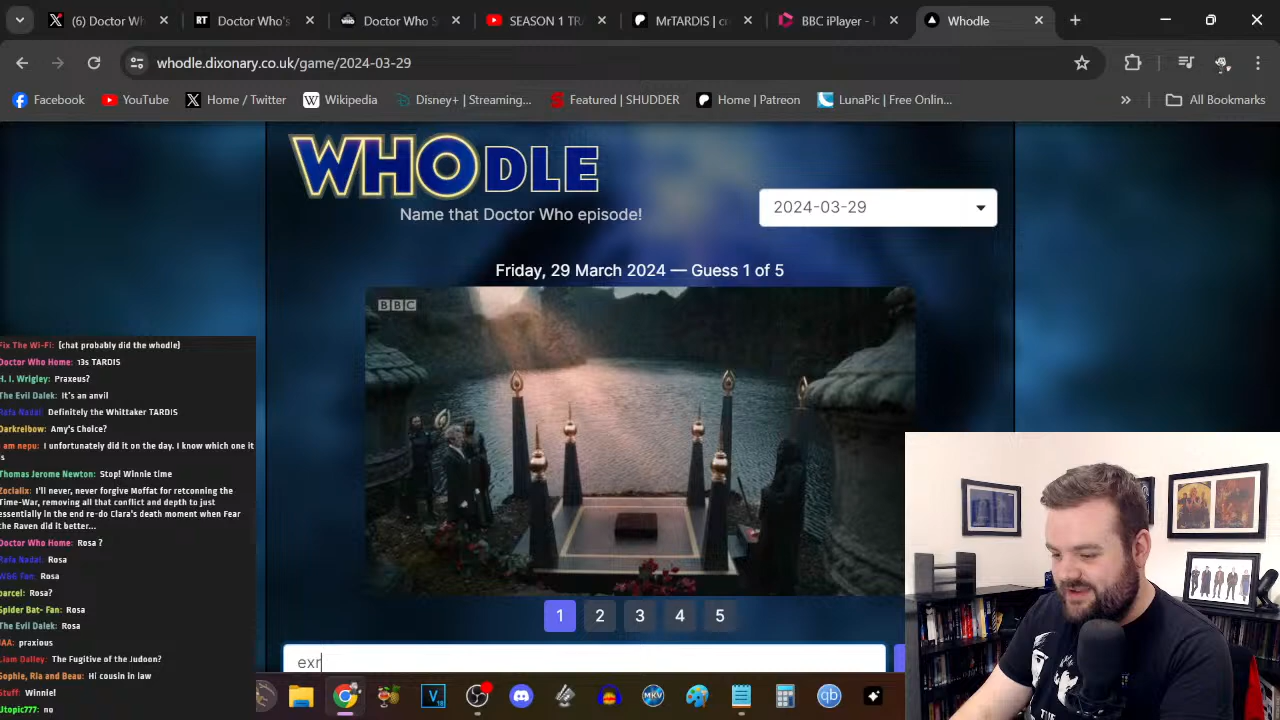 (6) Doctor Wh
Doctor Who's
Doctor Who S
SEASON 1 TR
MrTARDIS | c
BBC iPlayer -
Whodle
whodle.dixonary.co.uk/game/2024-03-29
Facebook
YouTube
Home / Twitter
Wikipedia
Disney+ | Streaming...
Featured | SHUDDER
Home | Patreon
LunaPic | Free Onlin...
All Bookmarks
WHODLE
Name that Doctor Who episode!
2024-03-29
Friday, 29 March 2024 — Guess 1 of 5
BBC
1 2 3 4 5
exr
Fix The Wi-Fi: (chat probably did the whodle)
Doctor Who Home: 13s TARDIS
H. I. Wrigley: Praxeus?
The Evil Dalek: It's an anvil
Rafa Nadal: Definitely the Whittaker TARDIS
Darkrelbow: Amy's Choice?
I am nepu: I unfortunately did it on the day. I know which one it
is
Thomas Jerome Newton: Stop! Winnie time
Zocialix: I'll never, never forgive Moffat for retconning the
Time-War, removing all that conflict and depth to just
essentially in the end re-do Clara's death moment when Fear
the Raven did it better...
Doctor Who Home: Rosa ?
Rafa Nadal: Rosa
W&G Fan: Rosa
parcel: Rosa?
Spider Bat- Fan: Rosa
The Evil Dalek: Rosa
IAA: praxious
Liam Dalley: The Fugitive of the Judoon?
Sophie, Ria and Beau: Hi cousin in law
Stuff: Winnie!
Utopic777: no